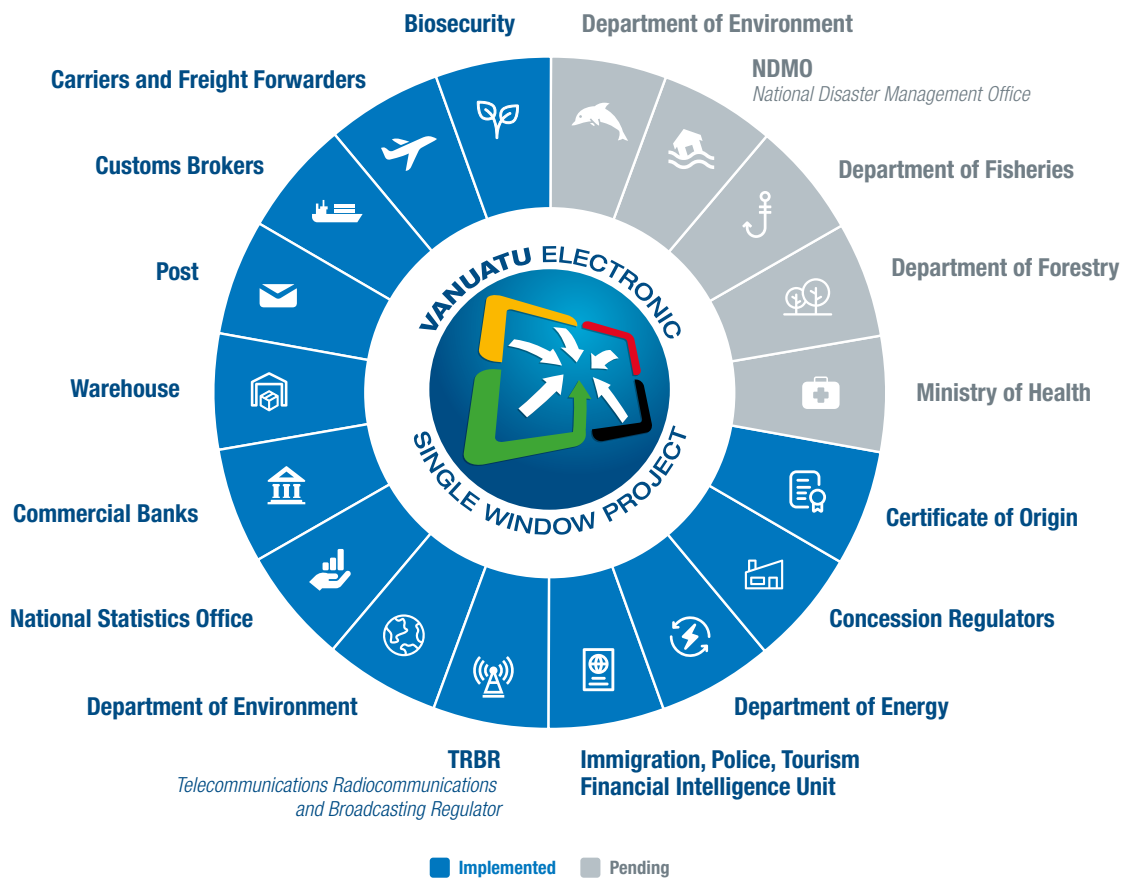 Biosecurity
Department of Environment
NDMO
National Disaster Management Office
Carriers and Freight Forwarders
Customs Brokers
Department of Fisheries
Post
Department of Forestry
VANUATU ELECTRONIC
SINGLE WINDOW PROJECT
Warehouse
Ministry of Health
Commercial Banks
Certificate of Origin
National Statistics Office
Concession Regulators
Department of Environment
Department of Energy
TRBR
Telecommunications Radiocommunications
and Broadcasting Regulator
Immigration, Police, Tourism
Financial Intelligence Unit
Implemented
Pending